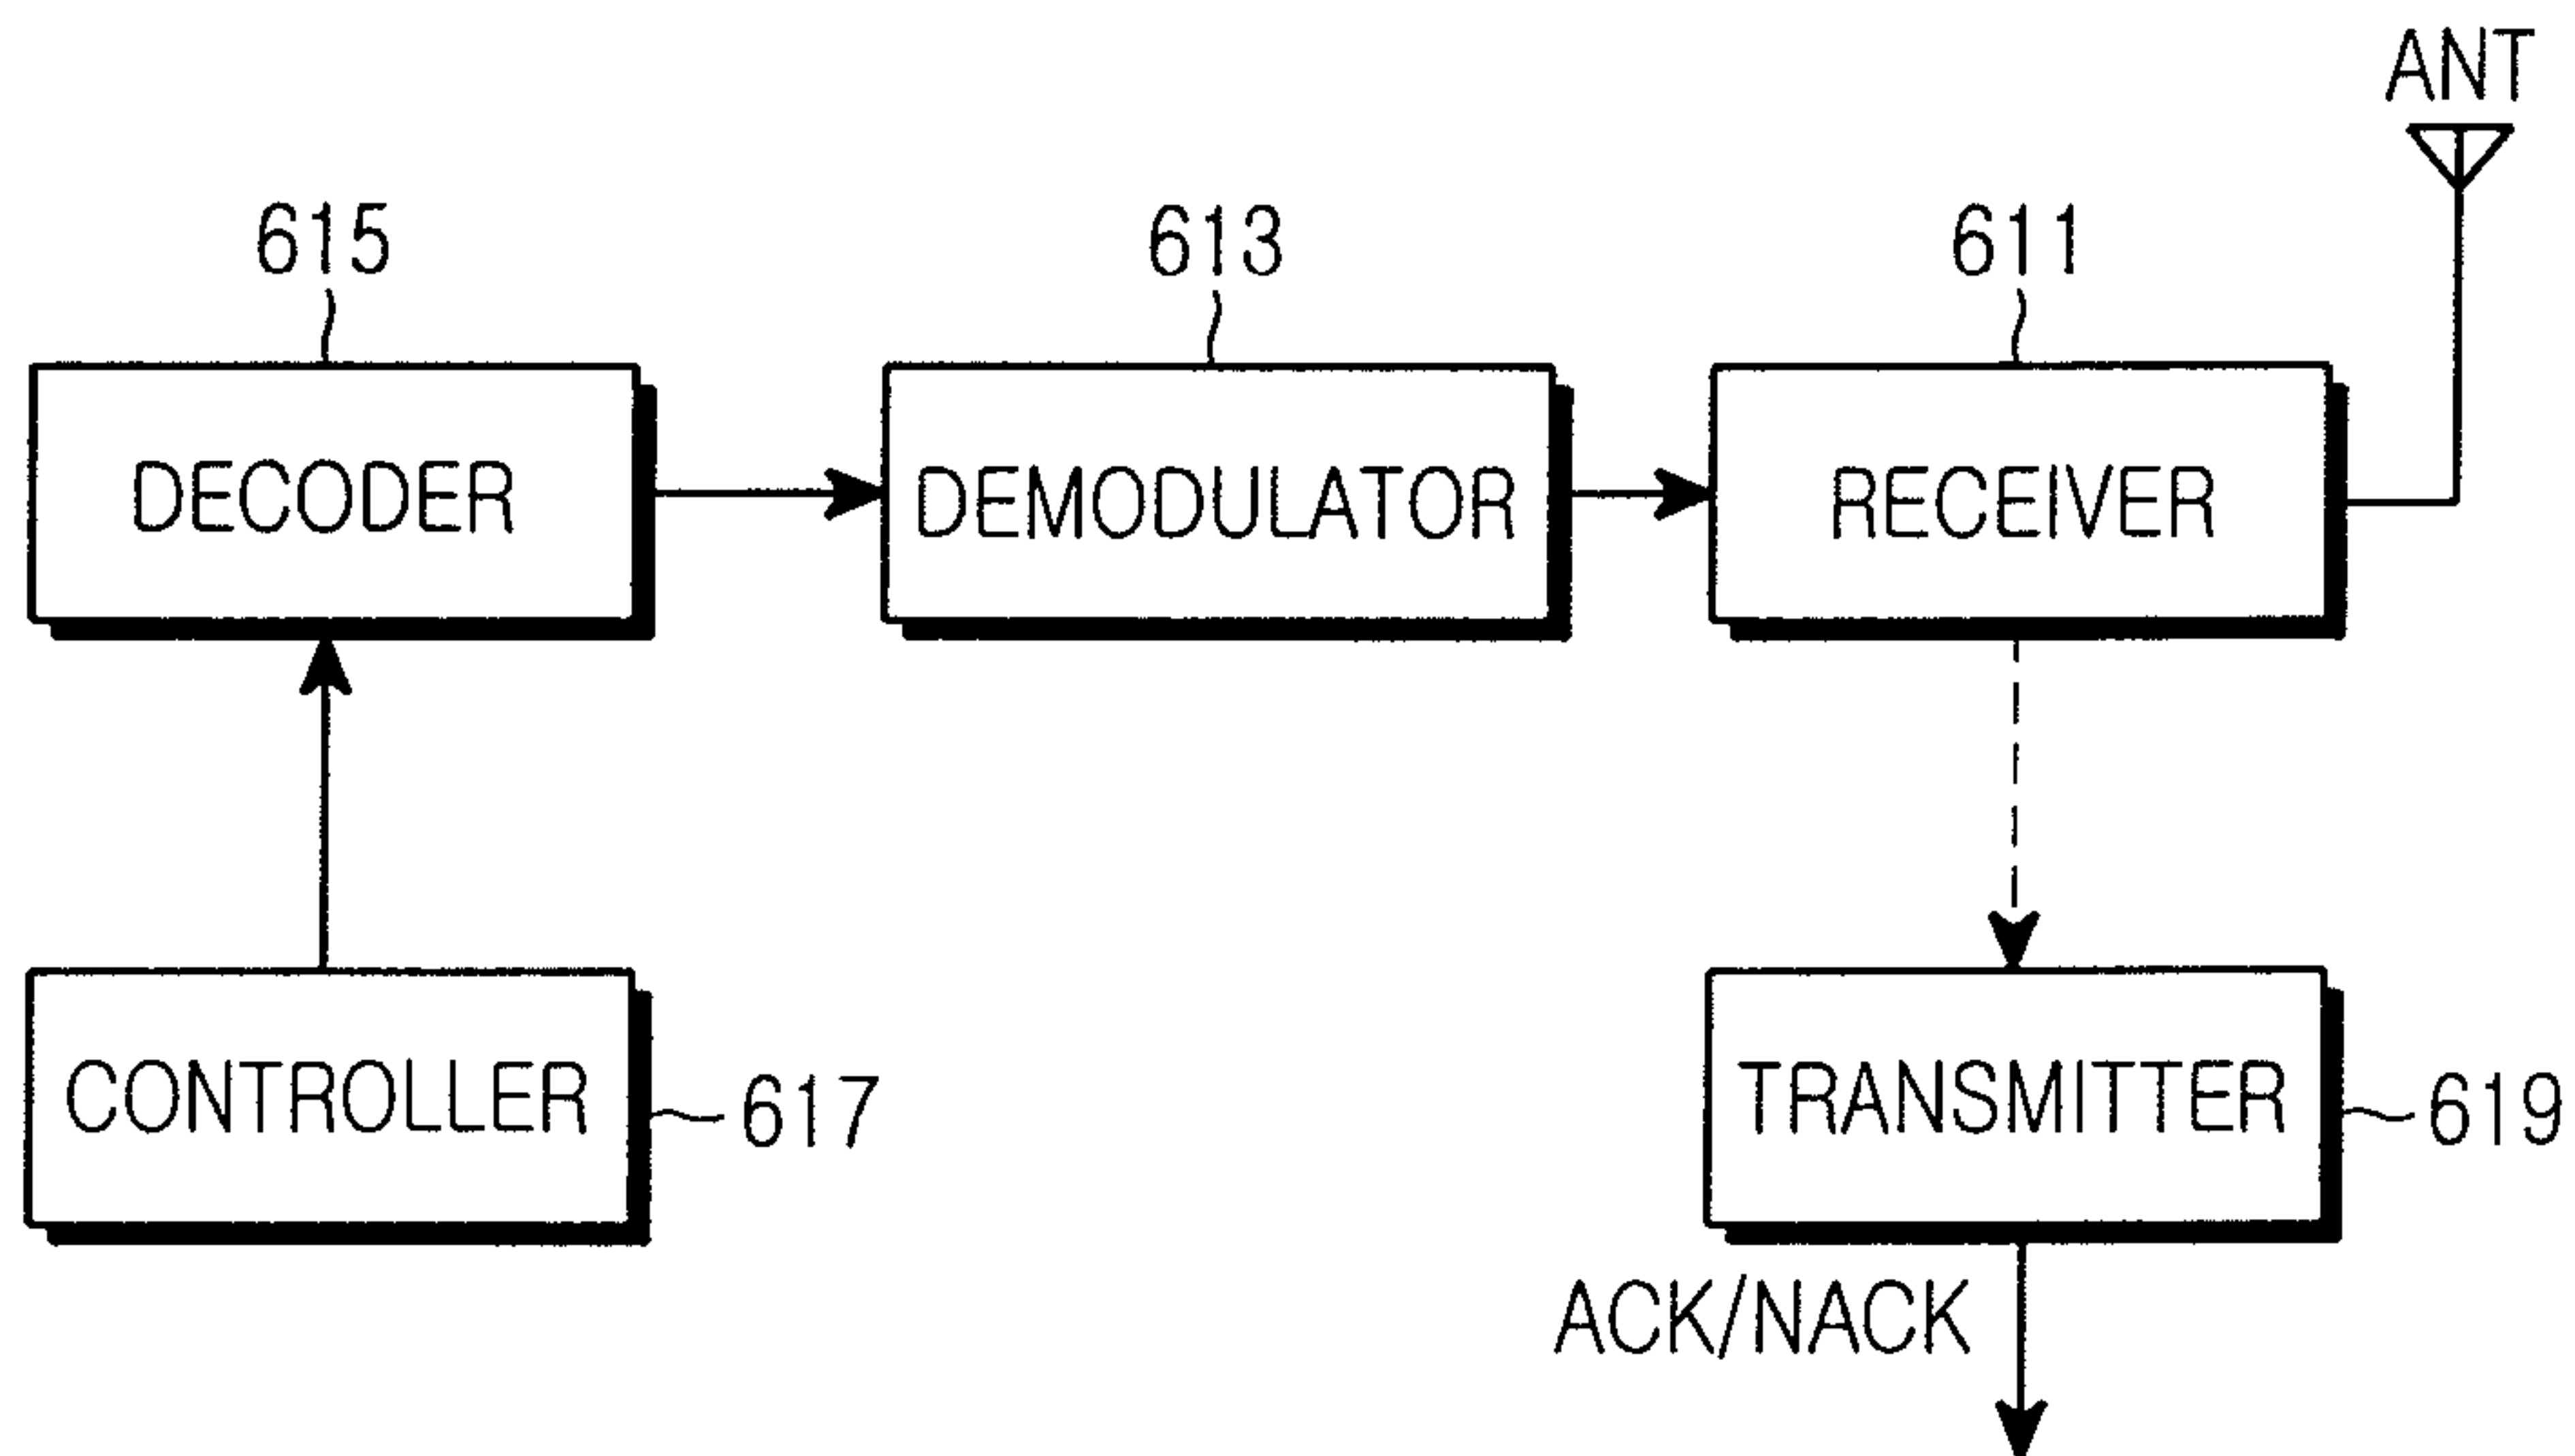 ANT
615
613
611
DECODER
DEMODULATOR
RECEIVER
CONTROLLER
617
TRANSMITTER
619
ACK/NACK